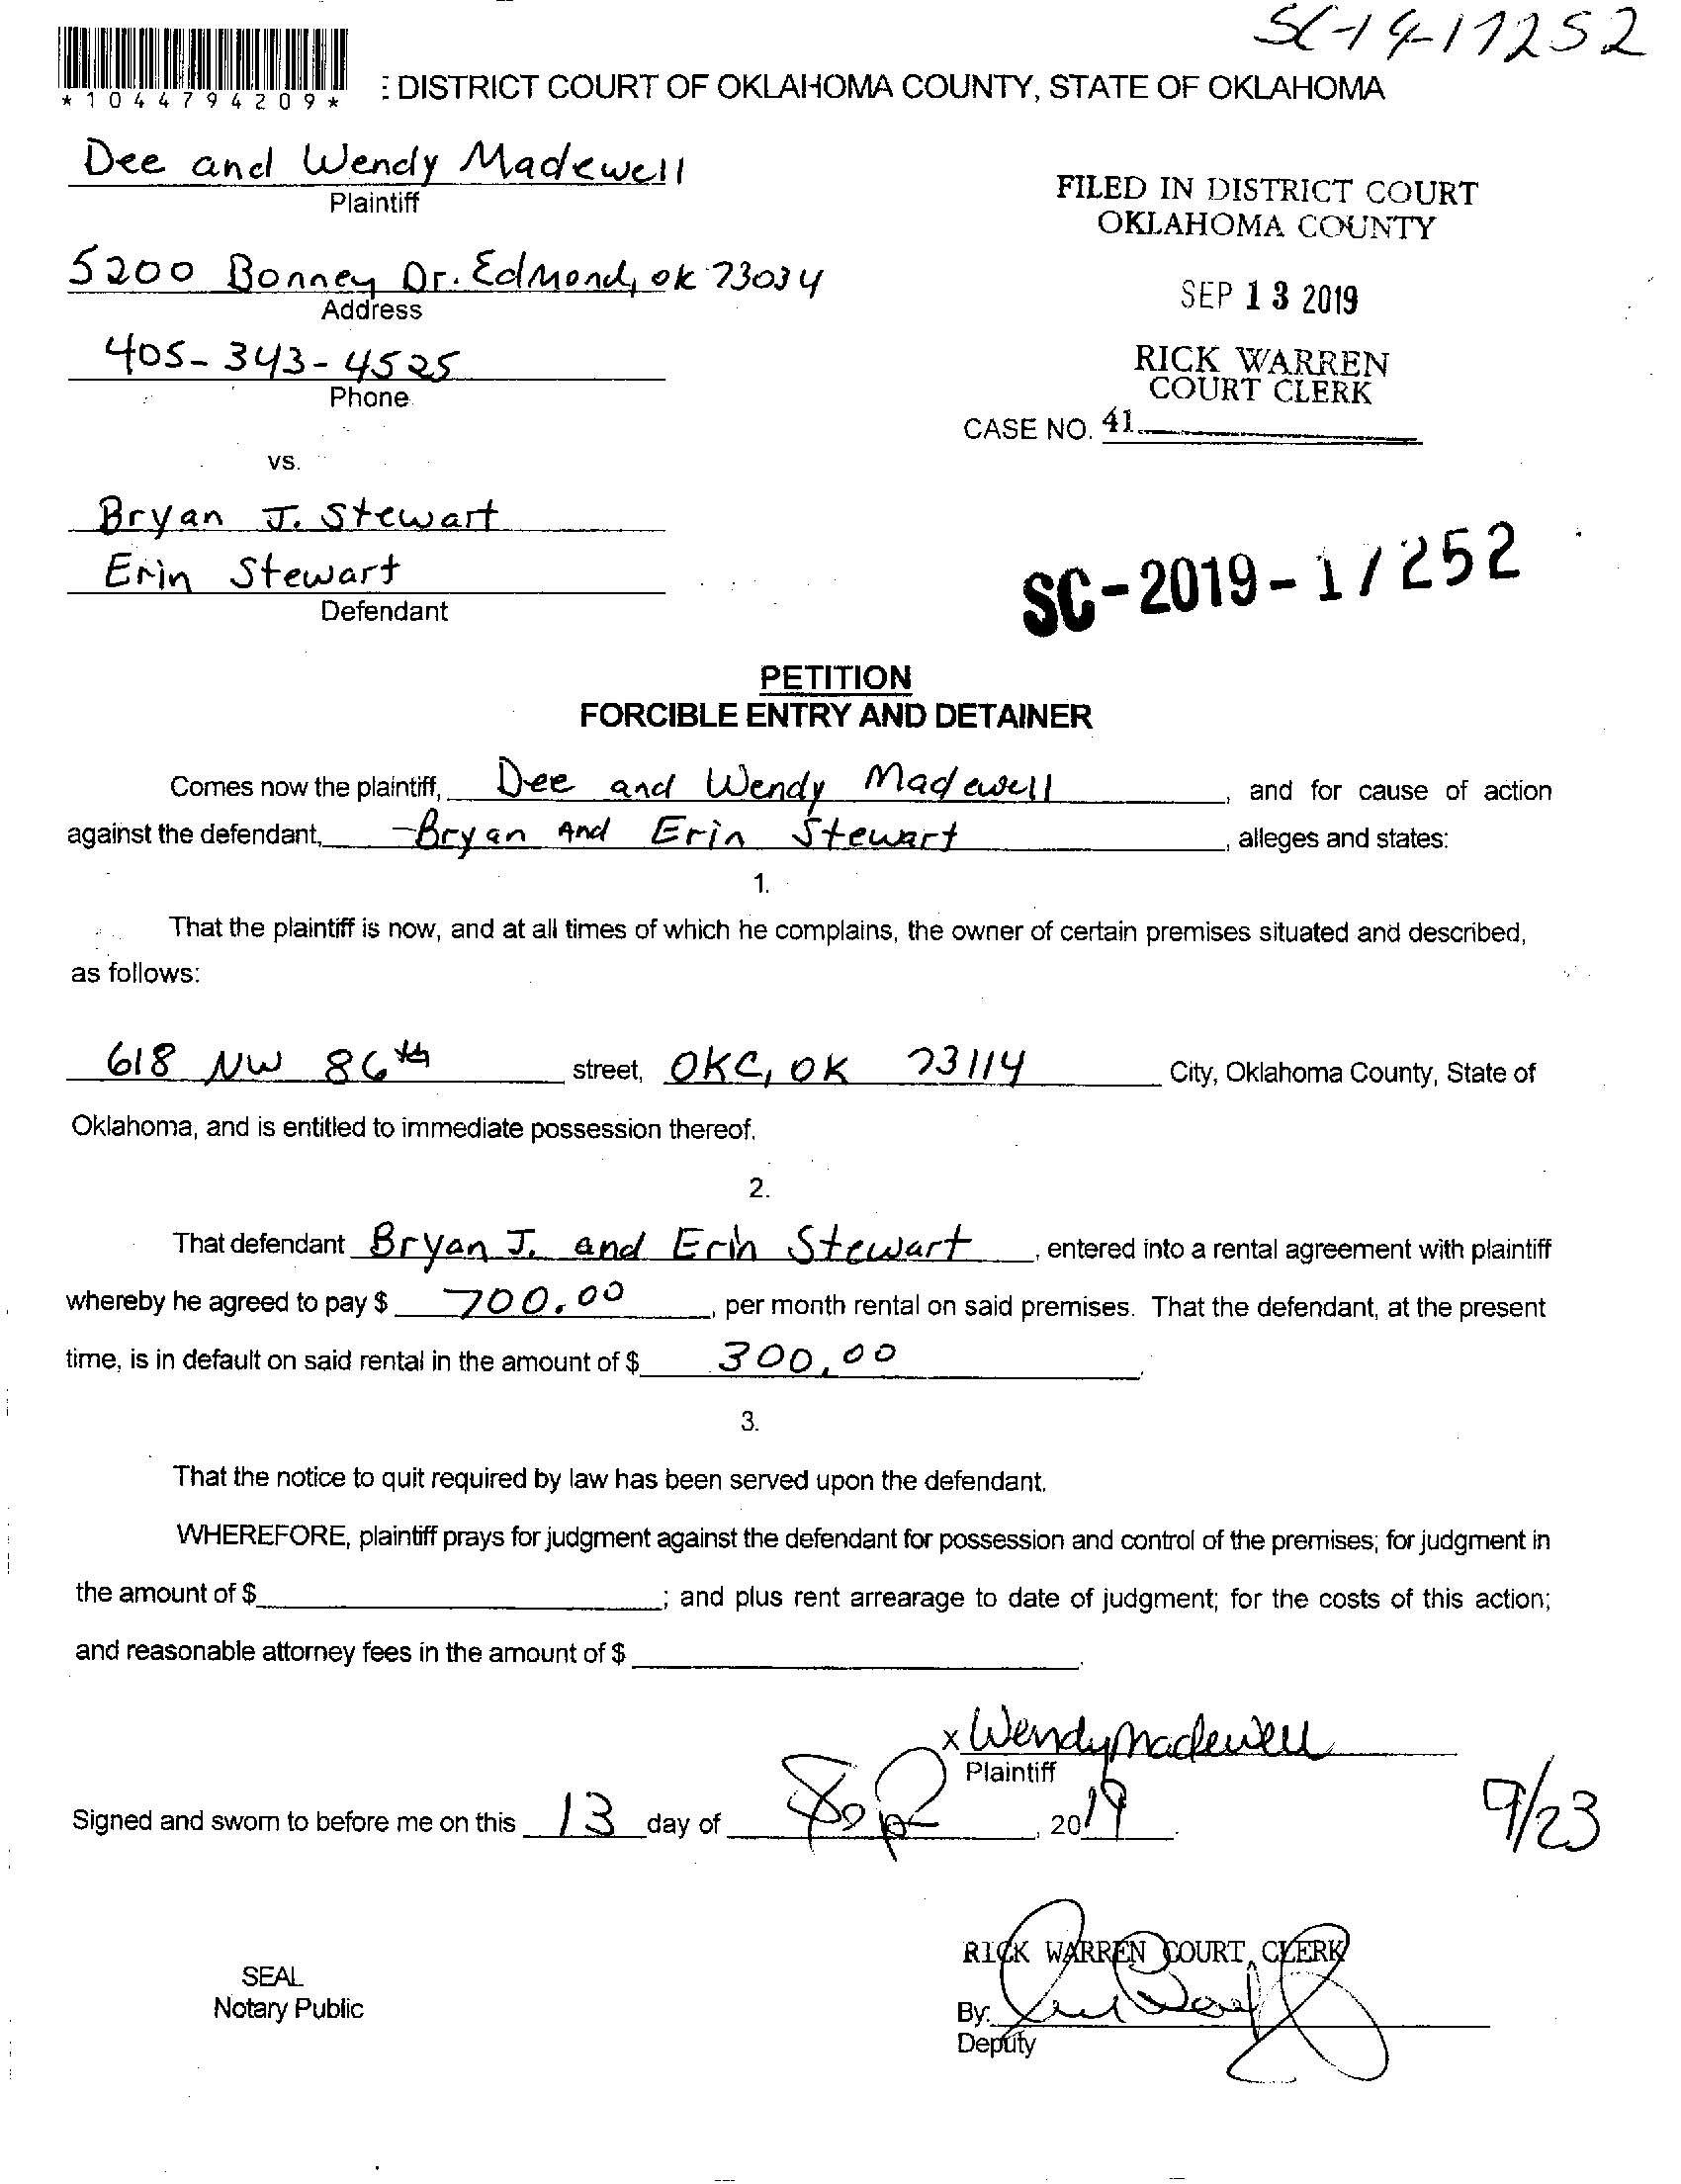 SC-19-17252
*1044794209*
: DISTRICT COURT OF OKLAHOMA COUNTY, STATE OF OKLAHOMA
Dee and Wendy Madewell
Plaintiff
FILED IN DISTRICT COURT
OKLAHOMA COUNTY
5200 Bonney Dr. Edmond, ok 73034
Address
SEP 13 2019
405-343-4525
Phone
RICK WARREN
COURT CLERK
CASE NO. 41
vs.
Bryan J. Stewart
Erin Stewart
Defendant
SC-2019-17252
PETITION
FORCIBLE ENTRY AND DETAINER
Comes now the plaintiff, Dee and Wendy Madewell, and for cause of action
against the defendant, Bryan And Erin Stewart, alleges and states:
1.
That the plaintiff is now, and at all times of which he complains, the owner of certain premises situated and described,
as follows:
618 NW 86th street, OKC, OK 73114 City, Oklahoma County, State of
Oklahoma, and is entitled to immediate possession thereof.
2.
That defendant Bryan J. and Erin Stewart, entered into a rental agreement with plaintiff
whereby he agreed to pay $ 700.00, per month rental on said premises. That the defendant, at the present
time, is in default on said rental in the amount of $ 300.00.
3.
That the notice to quit required by law has been served upon the defendant.
WHEREFORE, plaintiff prays for judgment against the defendant for possession and control of the premises; for judgment in
the amount of $ ; and plus rent arrearage to date of judgment; for the costs of this action;
and reasonable attorney fees in the amount of $ .
x Wendy Madewell
Plaintiff
Signed and sworn to before me on this 13 day of Sept, 2019
9/23
RICK WARREN COURT CLERK
SEAL
Notary Public
By:
Deputy